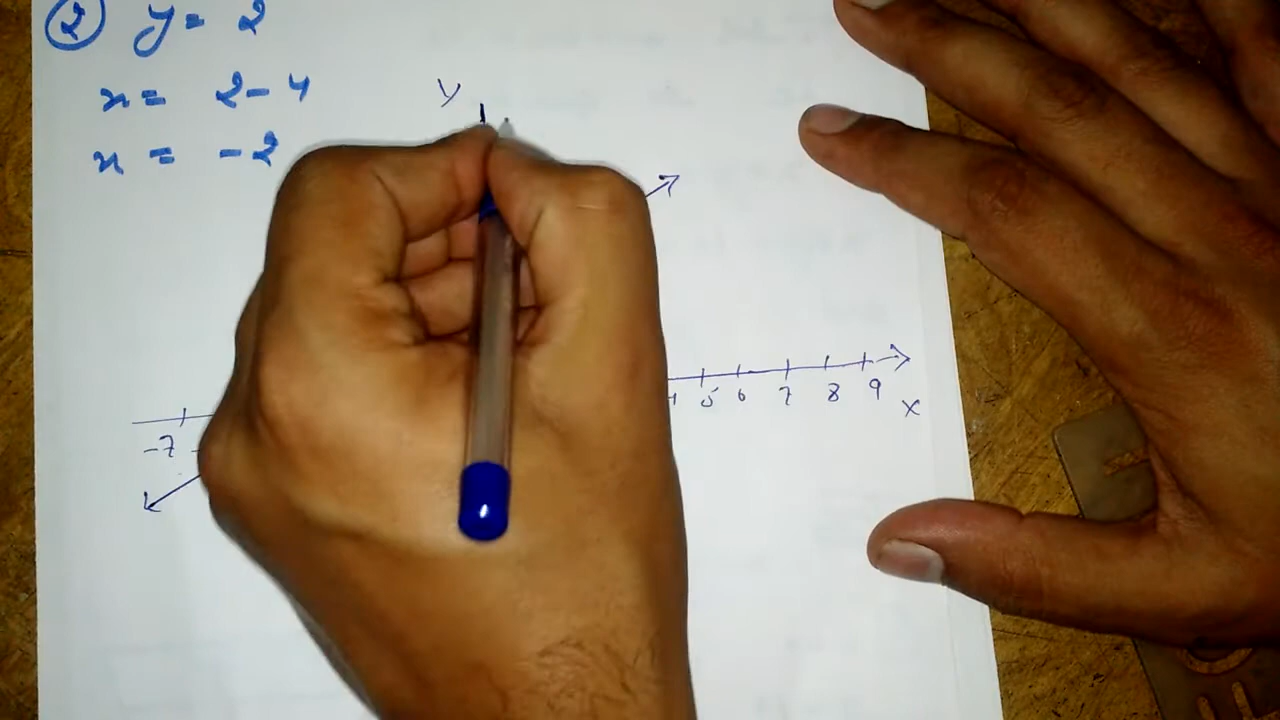 ② y = 2
x = 2 - 4
x = -2
y
5 6 7 8 9
x
-7